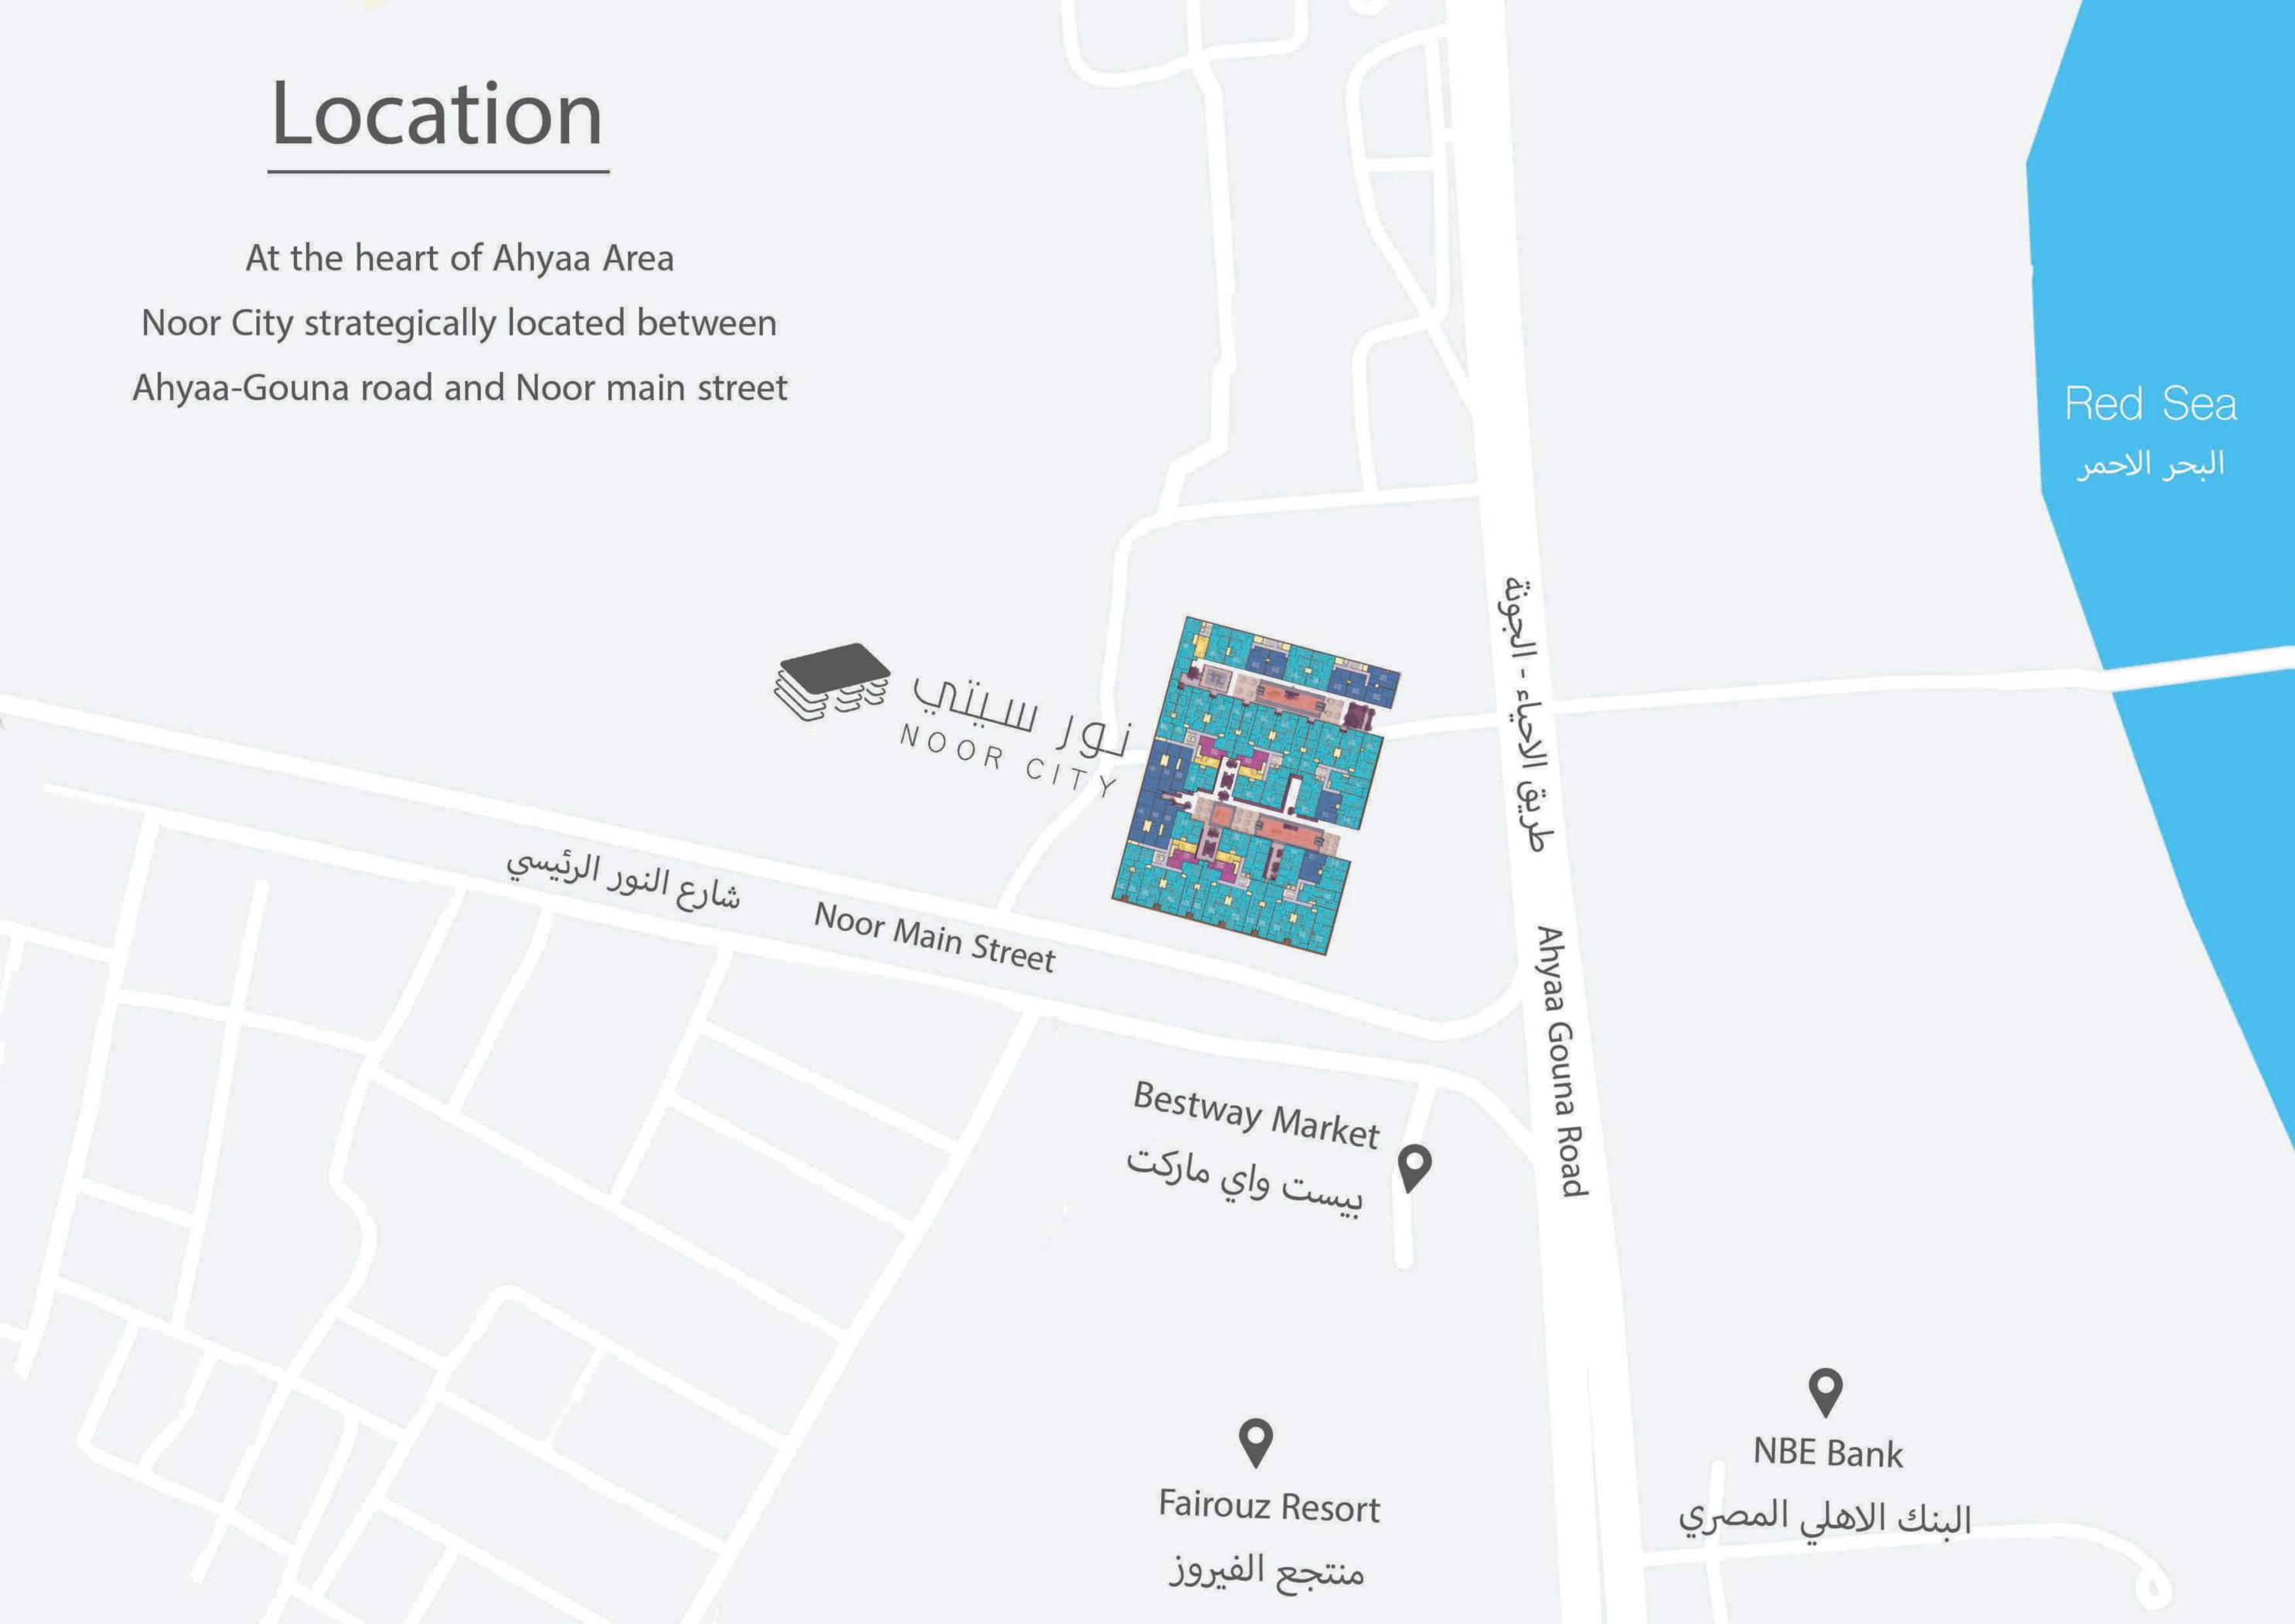 Location
At the heart of Ahyaa Area
Noor City strategically located between
Ahyaa-Gouna road and Noor main street
Red Sea
البحر الاحمر
نور سيتي
NOOR CITY
طريق الاحياء - الجونة
Ahyaa Gouna Road
شارع النور الرئيسي
Noor Main Street
Bestway Market
بيست واي ماركت
Fairouz Resort
منتجع الفيروز
NBE Bank
البنك الاهلي المصري